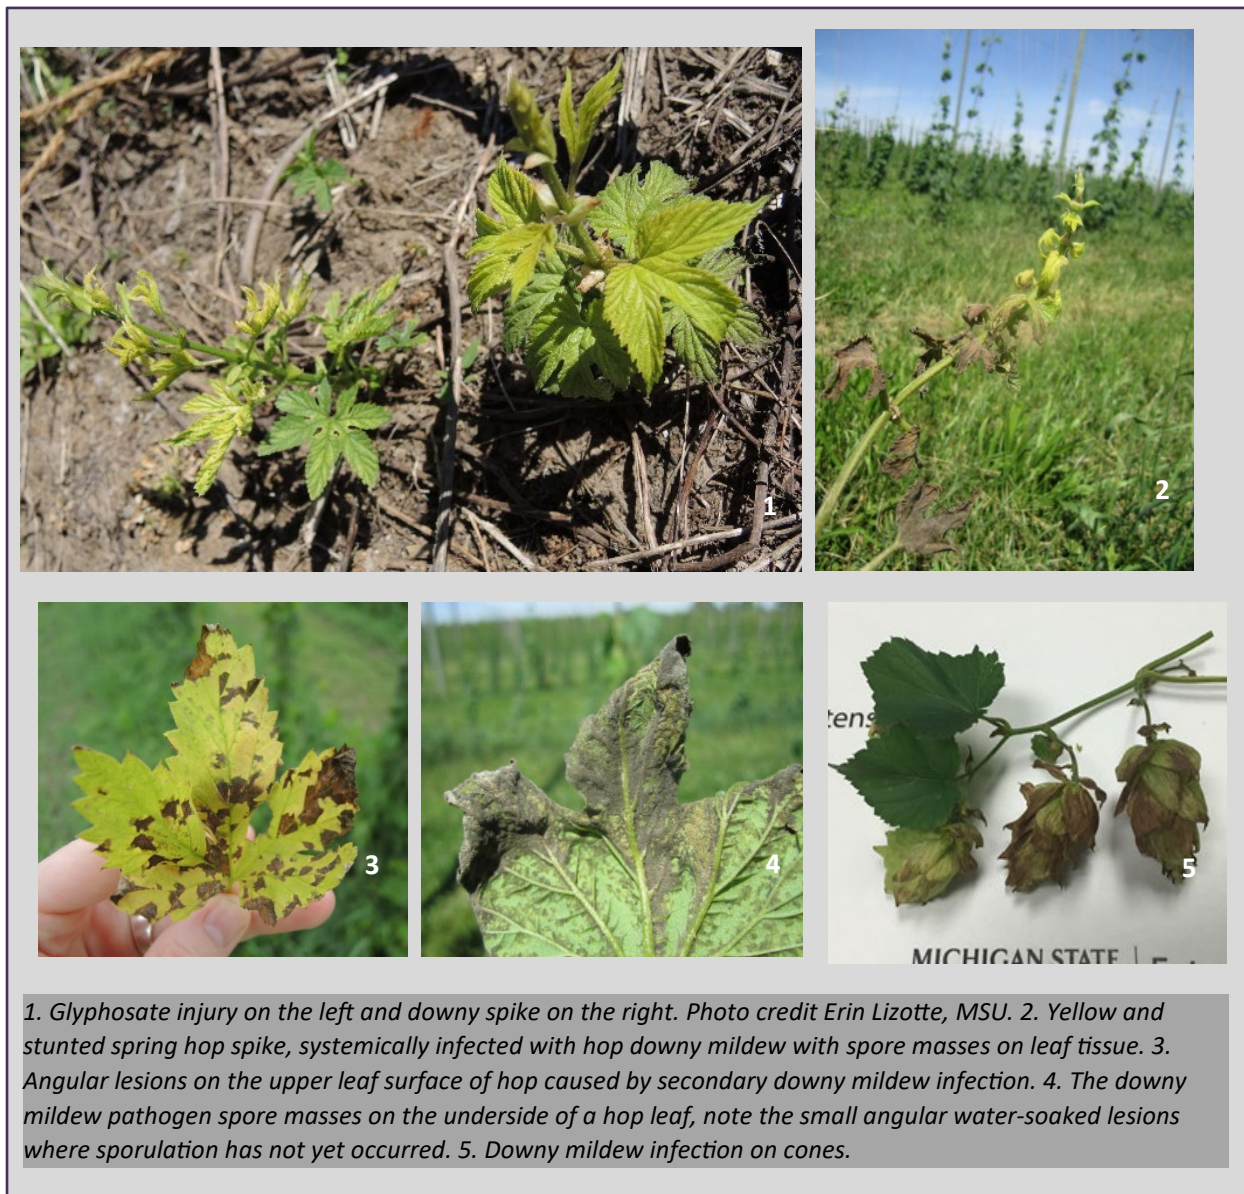 1
2
3
4
tens
5
MICHIGAN STATE
1. Glyphosate injury on the left and downy spike on the right. Photo credit Erin Lizotte, MSU. 2. Yellow and
stunted spring hop spike, systemically infected with hop downy mildew with spore masses on leaf tissue. 3.
Angular lesions on the upper leaf surface of hop caused by secondary downy mildew infection. 4. The downy
mildew pathogen spore masses on the underside of a hop leaf, note the small angular water-soaked lesions
where sporulation has not yet occurred. 5. Downy mildew infection on cones.